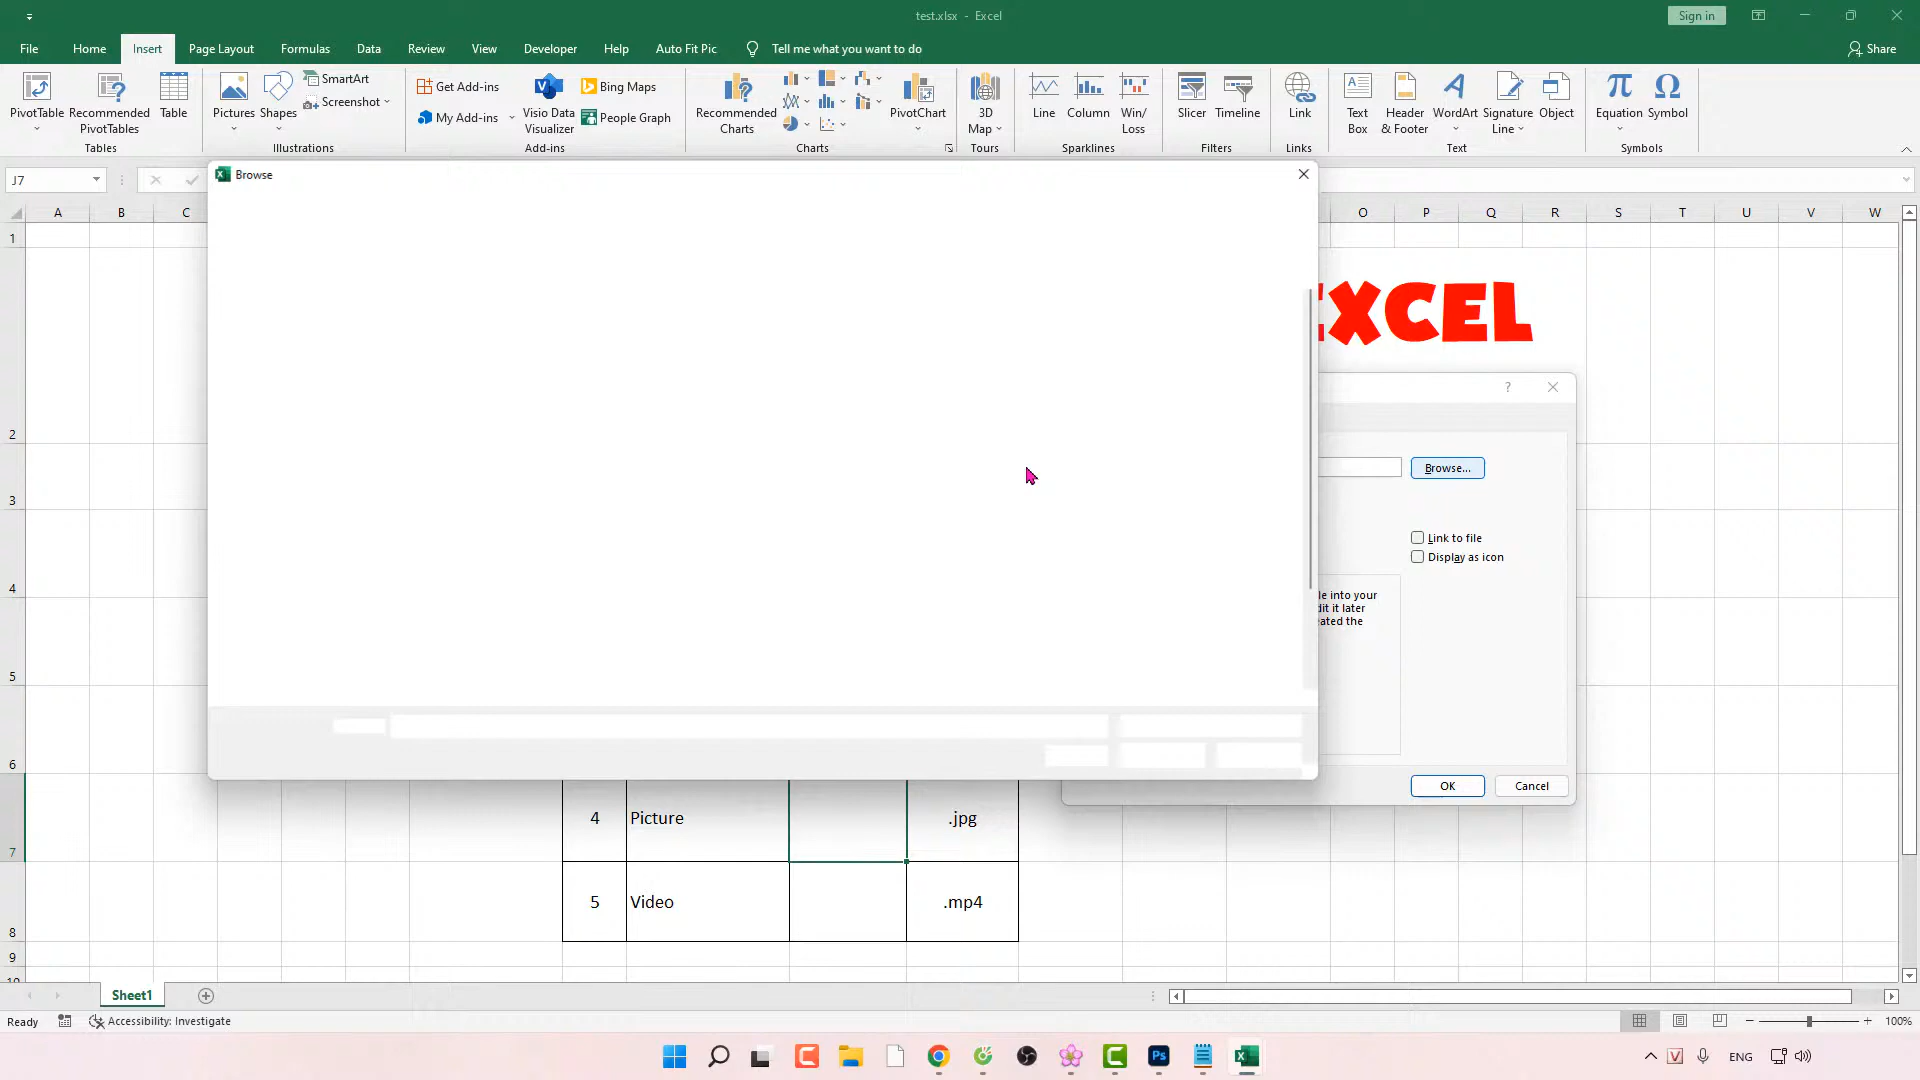 test.xlsx - Excel
Sign in
File Home Insert Page Layout Formulas Data Review View Developer Help Auto Fit Pic Tell me what you want to do
Share
PivotTable
Recommended PivotTables
Table
Pictures
Shapes
SmartArt
Screenshot
Get Add-ins
My Add-ins
Visio Data Visualizer
Bing Maps
People Graph
Recommended Charts
PivotChart
3D Map
Line
Column
Win/Loss
Slicer
Timeline
Link
Text Box
Header & Footer
WordArt
Signature Line
Object
Equation
Symbol
Tables Illustrations Add-ins Charts Tours Sparklines Filters Links Text Symbols
J7
Browse
A B C O P Q R S T U V W
1
EXCEL
2
Browse...
3
Link to file
Display as icon
4
le into your
dit it later
eated the
5
6
OK Cancel
4 Picture .jpg
7
5 Video .mp4
8
9
10
Sheet1
Ready Accessibility: Investigate
100%
ENG